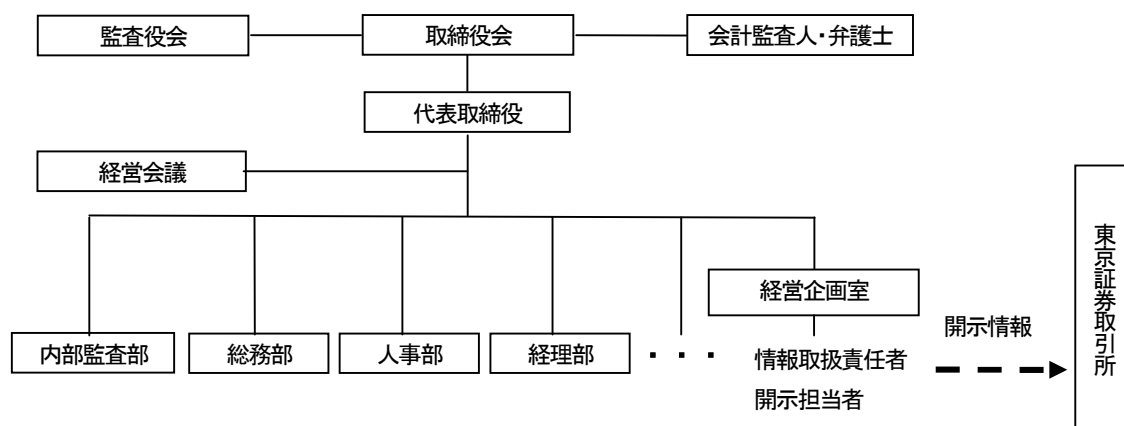 監査役会
取締役会
会計監査人・弁護士
代表取締役
経営会議
経営企画室
内部監査部
総務部
人事部
経理部
・・・
情報取扱責任者
開示担当者
開示情報
東京証券取引所